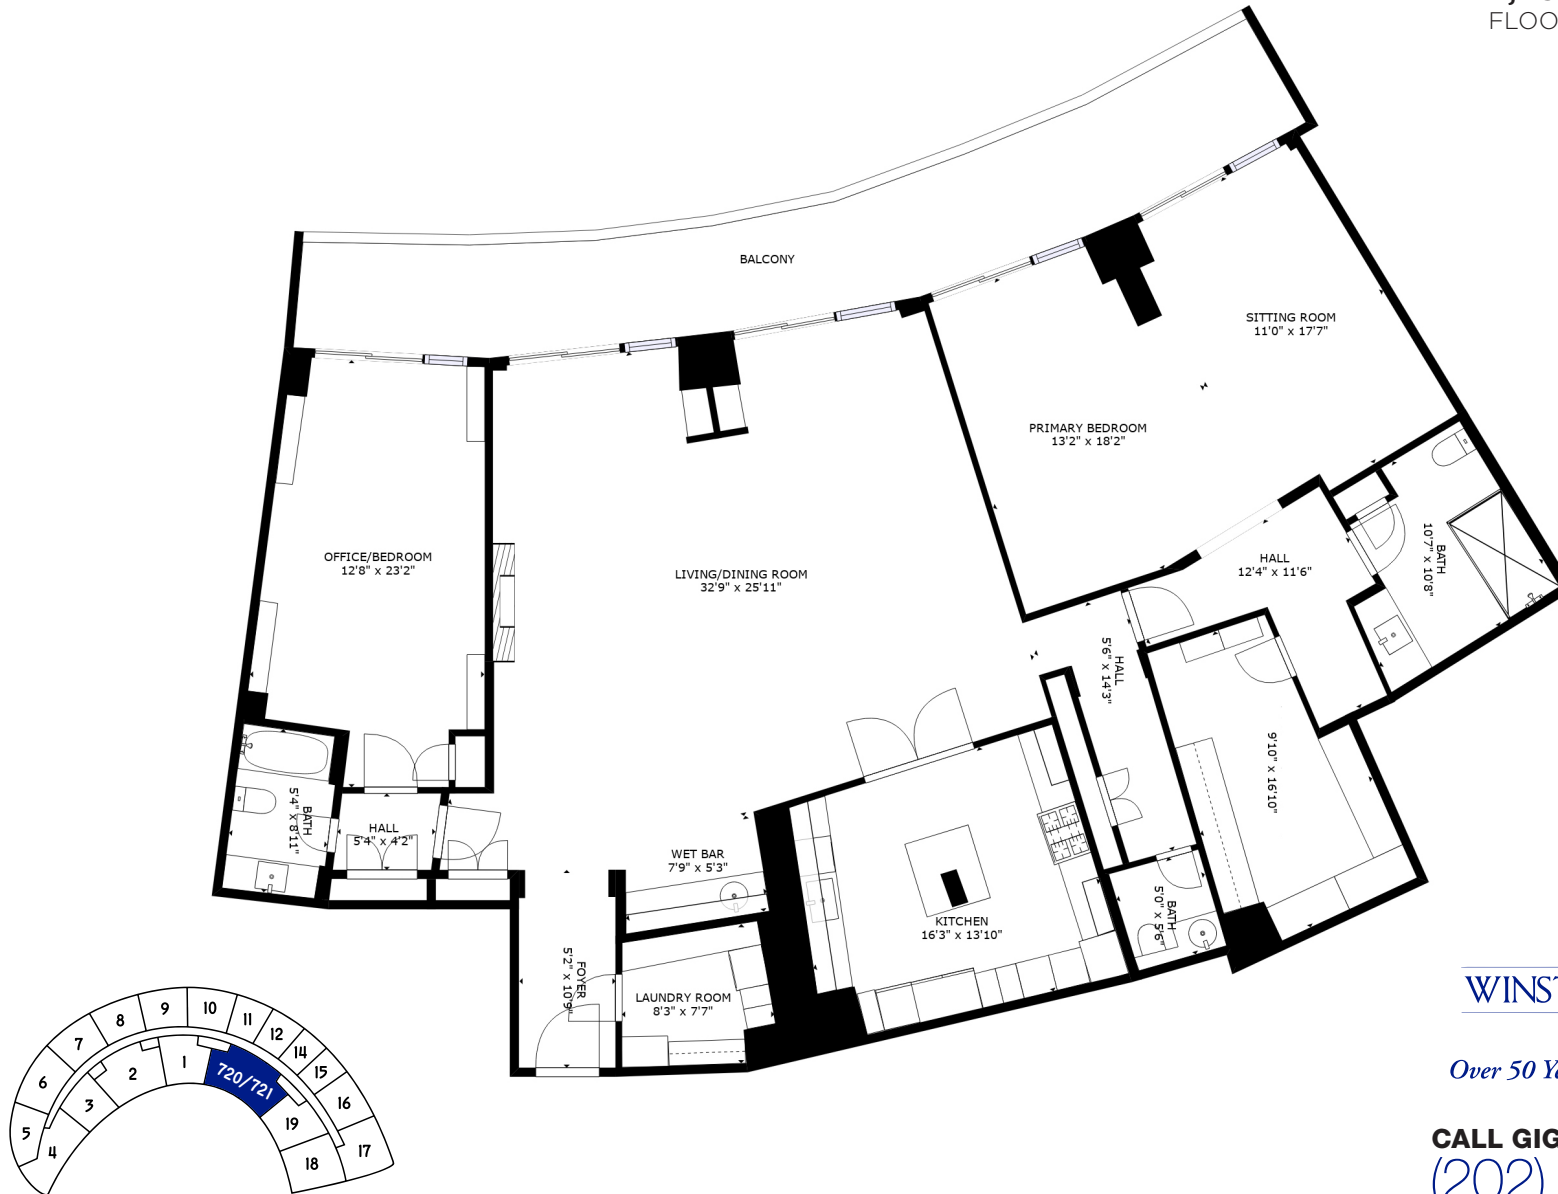 FLOO
BALCONY
SITTING ROOM
11'0" x 17'7"
PRIMARY BEDROOM
13'2" x 18'2"
OFFICE/BEDROOM
12'8" x 23'2"
LIVING/DINING ROOM
32'9" x 25'11"
HALL
12'4" x 11'6"
BATH
10'7" x 10'8"
HALL
5'6" x 14'3"
9'10" x 16'10"
BATH
5'4" x 8'11"
HALL
5'4" x 4'2"
WET BAR
7'9" x 5'3"
KITCHEN
16'3" x 13'10"
BATH
5'0" x 5'6"
FOYER
5'2" x 10'9"
LAUNDRY ROOM
8'3" x 7'7"
1
2
3
4
5
6
7
8
9
10
11
12
14
15
16
17
18
19
720/721
WINST
Over 50 Ye
CALL GIG
(202)